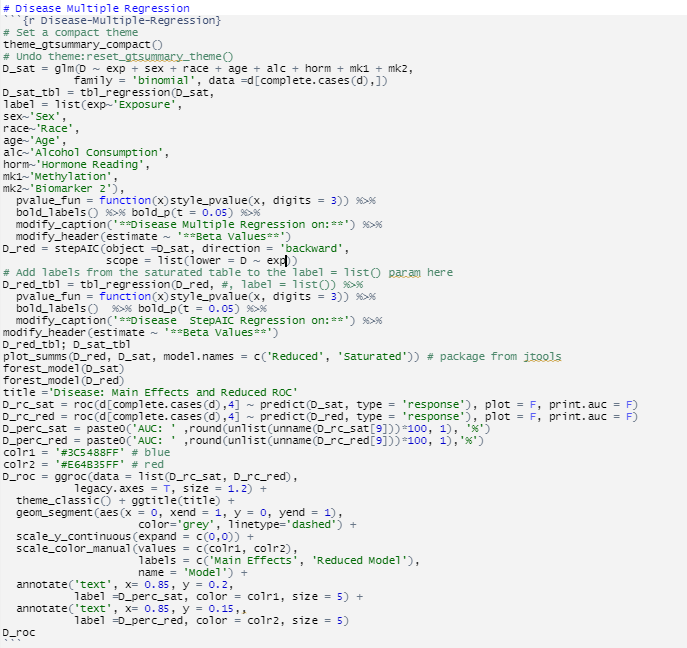 # Disease Multiple Regression
```{r Disease-Multiple-Regression}
# Set a compact theme
theme_gtsummary_compact()
# Undo theme:reset_gtsummary_theme()
D_sat = glm(D ~ exp + sex + race + age + alc + horm + mk1 + mk2,
family = 'binomial', data =d[complete.cases(d),])
D_sat_tbl = tbl_regression(D_sat,
label = list(exp~'Exposure',
sex~'Sex',
race~'Race',
age~'Age',
alc~'Alcohol Consumption',
horm~'Hormone Reading',
mk1~'Methylation',
mk2~'Biomarker 2'),
pvalue_fun = function(x)style_pvalue(x, digits = 3)) %>%
bold_labels() %>% bold_p(t = 0.05) %>%
modify_caption('**Disease Multiple Regression on:**') %>%
modify_header(estimate ~ '**Beta Values**')
D_red = stepAIC(object =D_sat, direction = 'backward',
scope = list(lower = D ~ exp))
# Add labels from the saturated table to the label = list() param here
D_red_tbl = tbl_regression(D_red, #, label = list()) %>%
pvalue_fun = function(x)style_pvalue(x, digits = 3)) %>%
bold_labels()  %>% bold_p(t = 0.05) %>%
modify_caption('**Disease  StepAIC Regression on:**') %>%
modify_header(estimate ~ '**Beta Values**')
D_red_tbl; D_sat_tbl
plot_summs(D_red, D_sat, model.names = c('Reduced', 'Saturated')) # package from jtools
forest_model(D_sat)
forest_model(D_red)
title ='Disease: Main Effects and Reduced ROC'
D_rc_sat = roc(d[complete.cases(d),4] ~ predict(D_sat, type = 'response'), plot = F, print.auc = F)
D_rc_red = roc(d[complete.cases(d),4] ~ predict(D_red, type = 'response'), plot = F, print.auc = F)
D_perc_sat = paste0('AUC: ' ,round(unlist(unname(D_rc_sat[9]))*100, 1), '%')
D_perc_red = paste0('AUC: ' ,round(unlist(unname(D_rc_red[9]))*100, 1),'%')
colr1 = '#3C5488FF' # blue
colr2 = '#E64B35FF' # red
D_roc = ggroc(data = list(D_rc_sat, D_rc_red),
legacy.axes = T, size = 1.2) +
theme_classic() + ggtitle(title) +
geom_segment(aes(x = 0, xend = 1, y = 0, yend = 1),
color='grey', linetype='dashed') +
scale_y_continuous(expand = c(0,0)) +
scale_color_manual(values = c(colr1, colr2),
labels = c('Main Effects', 'Reduced Model'),
name = 'Model') +
annotate('text', x= 0.85, y = 0.2,
label =D_perc_sat, color = colr1, size = 5) +
annotate('text', x= 0.85, y = 0.15,,
label =D_perc_red, color = colr2, size = 5)
D_roc
```